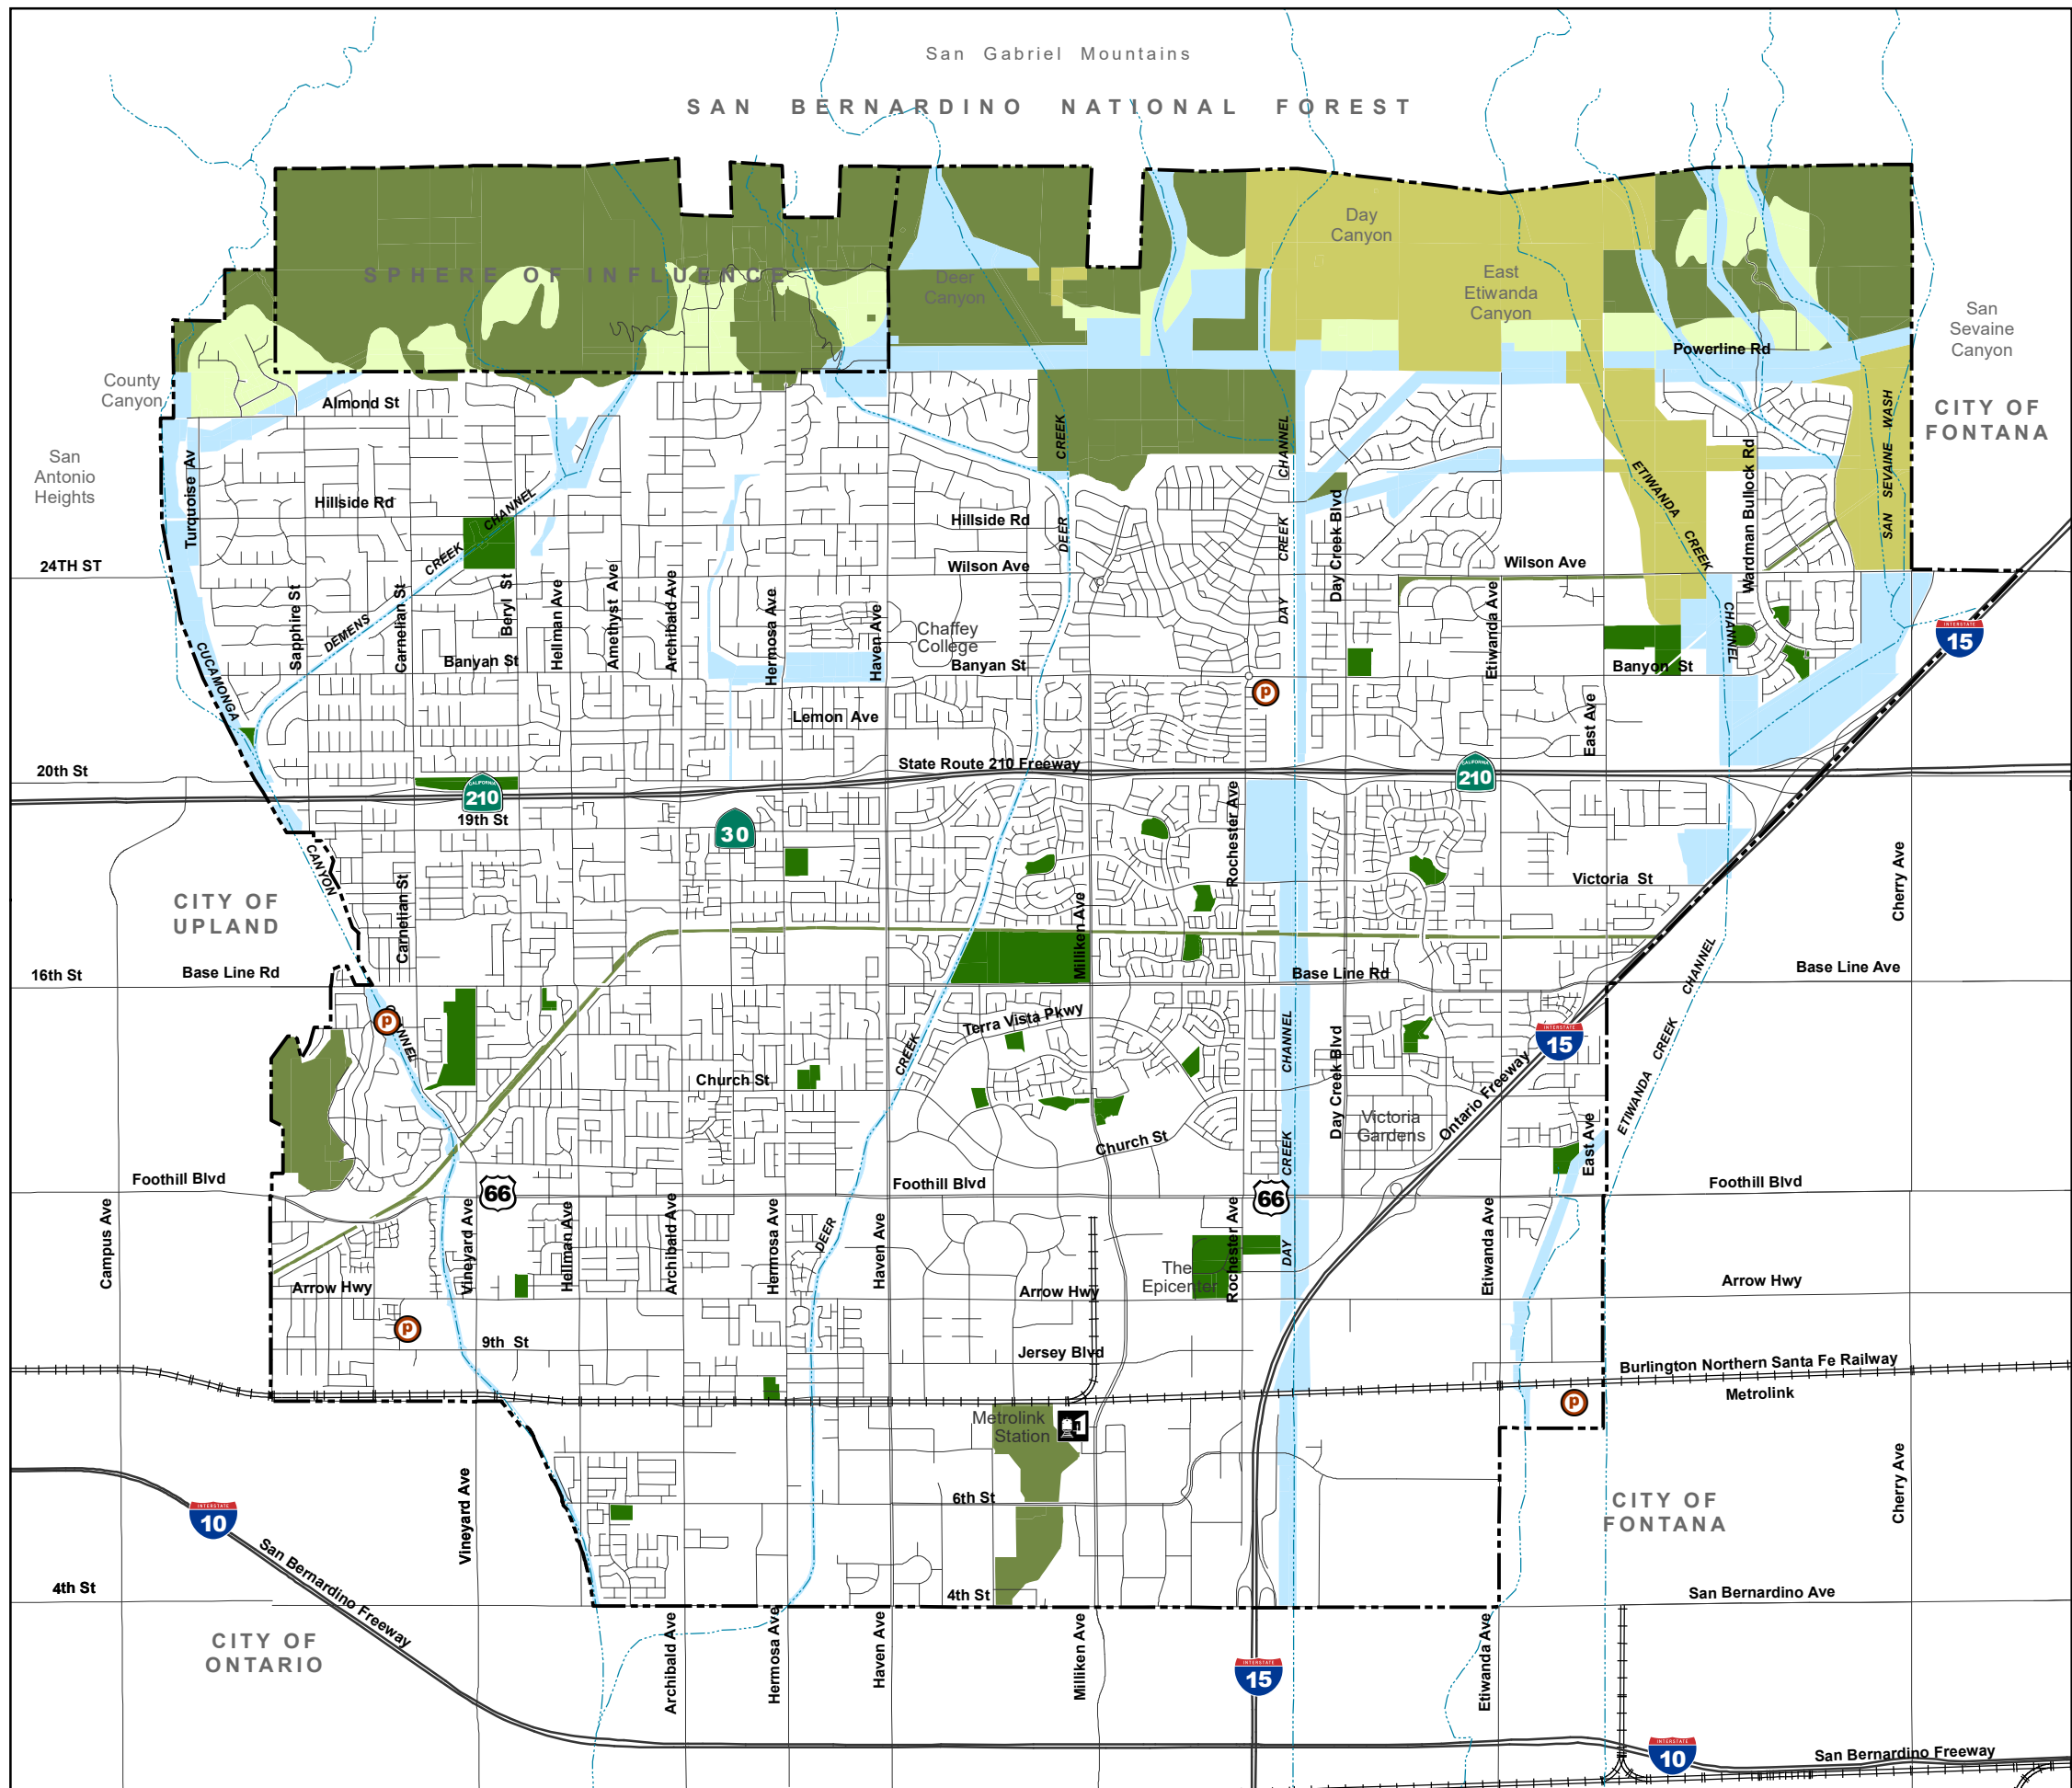 San Gabriel Mountains
SAN BERNARDINO NATIONAL FOREST
Day
Canyon
SPHERE OF INFLUENCE
Deer
Canyon
East
Etiwanda
Canyon
San
Sevaine
Canyon
Powerline Rd
County
Canyon
Almond St
CITY OF
FONTANA
San
Antonio
Heights
Turquoise Av
Hillside Rd
CHANNEL
CREEK
CREEK
CHANNEL
Hillside Rd
DEER
CREEK
Day Creek Blvd
ETIWANDA
CREEK
Wardman Bullock Rd
SAN SEVAINE WASH
24TH ST
Wilson Ave
Wilson Ave
Sapphire St
DEMENS
Carnelian St
Beryl St
Hellman Ave
Amethyst Ave
Archibald Ave
Hermosa Ave
Haven Ave
Chaffey
College
DAY
Etiwanda Ave
CHANNEL
INTERSTATE
15
CUCAMONGA
Banyan St
Banyan St
Banyon St
P
Lemon Ave
East Ave
20th St
State Route 210 Freeway
CALIFORNIA
210
CALIFORNIA
210
19th St
30
CANYON
Rochester Ave
Victoria St
Cherry Ave
CITY OF
UPLAND
Carnelian St
Milliken Ave
16th St
Base Line Rd
Base Line Rd
Base Line Ave
CHANNEL
P
NNEL
Terra Vista Pkwy
CREEK
Church St
CHANNEL
Day Creek Blvd
INTERSTATE
15
Ontario Freeway
CREEK
ETIWANDA
Victoria
Gardens
Church St
CREEK
East Ave
Foothill Blvd
66
Foothill Blvd
66
Foothill Blvd
Campus Ave
Vineyard Ave
Hellman Ave
Archibald Ave
Hermosa Ave
DEER
Haven Ave
The
Epicenter
Rochester Ave
DAY
Etiwanda Ave
Arrow Hwy
Arrow Hwy
Arrow Hwy
P
9th St
Jersey Blvd
Burlington Northern Santa Fe Railway
Metrolink
P
Metrolink
Station
Vineyard Ave
6th St
CITY OF
FONTANA
Cherry Ave
INTERSTATE
10
San Bernardino Freeway
4th St
4th St
San Bernardino Ave
CITY OF
ONTARIO
Archibald Ave
Hermosa Ave
Haven Ave
Milliken Ave
INTERSTATE
15
Etiwanda Ave
INTERSTATE
10
San Bernardino Freeway